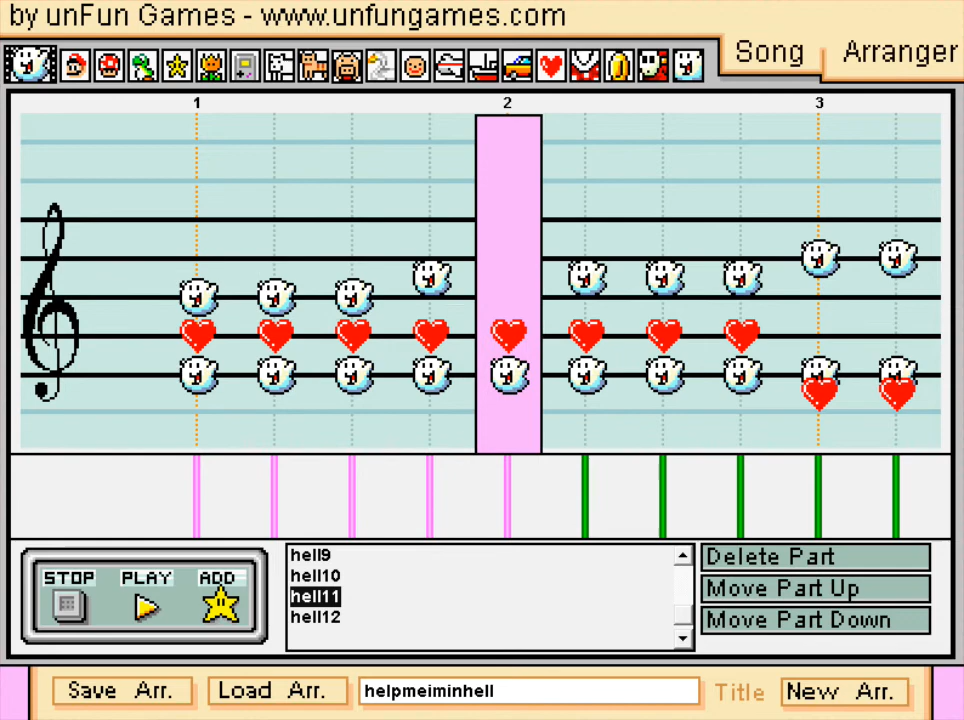 by unFun Games - www.unfungames.com
Song
Arranger
1
2
3
STOP
PLAY
ADD
hell9
hell10
hell11
hell12
Delete Part
Move Part Up
Move Part Down
Save Arr.
Load Arr.
helpmeiminhell
Title
New Arr.